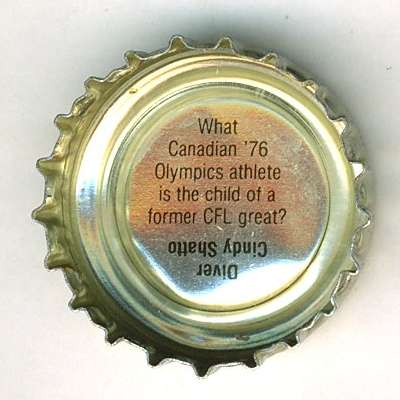 What
Canadian '76
Olympics athlete
is the child of a
former CFL great?
Diver
Cindy Shatto